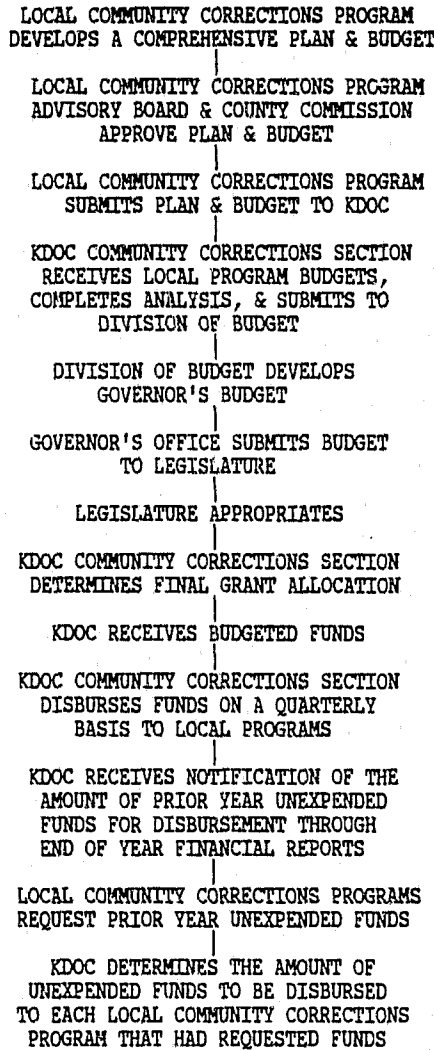 LOCAL COMMUNITY CORRECTIONS PROGRAM
DEVELOPS A COMPREHENSIVE PLAN & BUDGET
LOCAL COMMUNITY CORRECTIONS PROGRAM
ADVISORY BOARD & COUNTY COMMISSION
APPROVE PLAN & BUDGET
LOCAL COMMUNITY CORRECTIONS PROGRAM
SUBMITS PLAN & BUDGET TO KDOC
KDOC COMMUNITY CORRECTIONS SECTION
RECEIVES LOCAL PROGRAM BUDGETS,
COMPLETES ANALYSIS, & SUBMITS TO
DIVISION OF BUDGET
DIVISION OF BUDGET DEVELOPS
GOVERNOR'S BUDGET
GOVERNOR'S OFFICE SUBMITS BUDGET
TO LEGISLATURE
LEGISLATURE APPROPRIATES
KDOC COMMUNITY CORRECTIONS SECTION
DETERMINES FINAL GRANT ALLOCATION
KDOC RECEIVES BUDGETED FUNDS
KDOC COMMUNITY CORRECTIONS SECTION
DISBURSES FUNDS ON A QUARTERLY
BASIS TO LOCAL PROGRAMS
KDOC RECEIVES NOTIFICATION OF THE
AMOUNT OF PRIOR YEAR UNEXPENDED
FUNDS FOR DISBURSEMENT THROUGH
END OF YEAR FINANCIAL REPORTS
LOCAL COMMUNITY CORRECTIONS PROGRAMS
REQUEST PRIOR YEAR UNEXPENDED FUNDS
KDOC DETERMINES THE AMOUNT OF
UNEXPENDED FUNDS TO BE DISBURSED
TO EACH LOCAL COMMUNITY CORRECTIONS
PROGRAM THAT HAD REQUESTED FUNDS